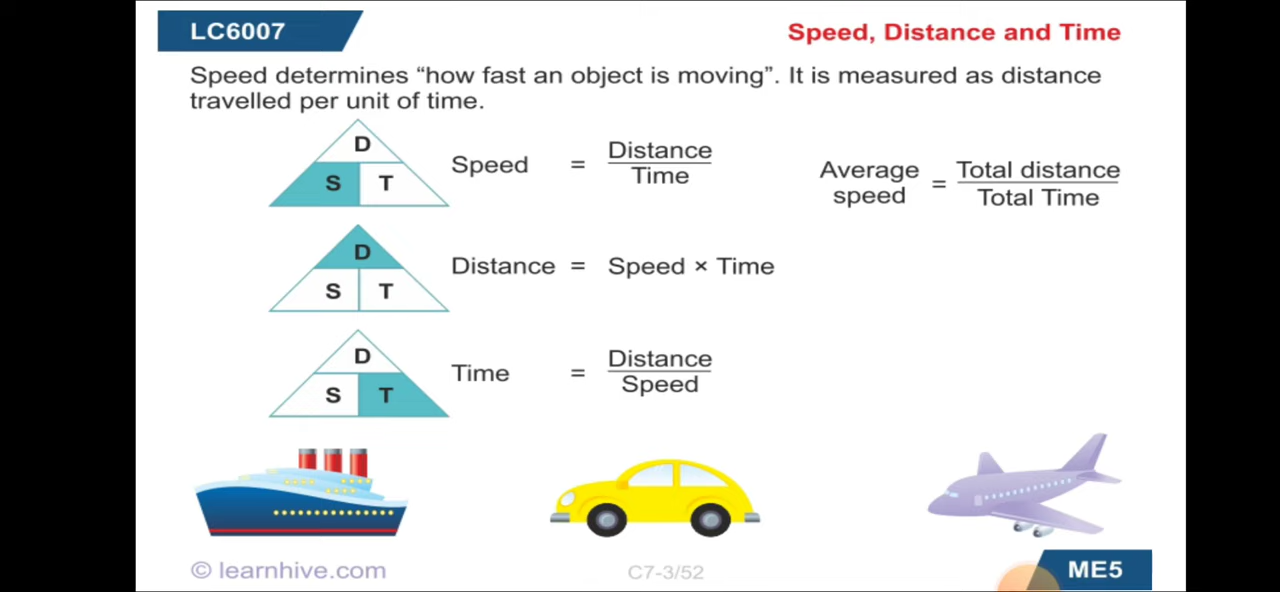 LC6007
Speed, Distance and Time
Speed determines “how fast an object is moving”. It is measured as distance
travelled per unit of time.
D
S T
Speed = Distance
Time
Average
speed = Total distance
Total Time
D
S T
Distance = Speed × Time
D
S T
Time = Distance
Speed
© learnhive.com
C7-3/52
ME5